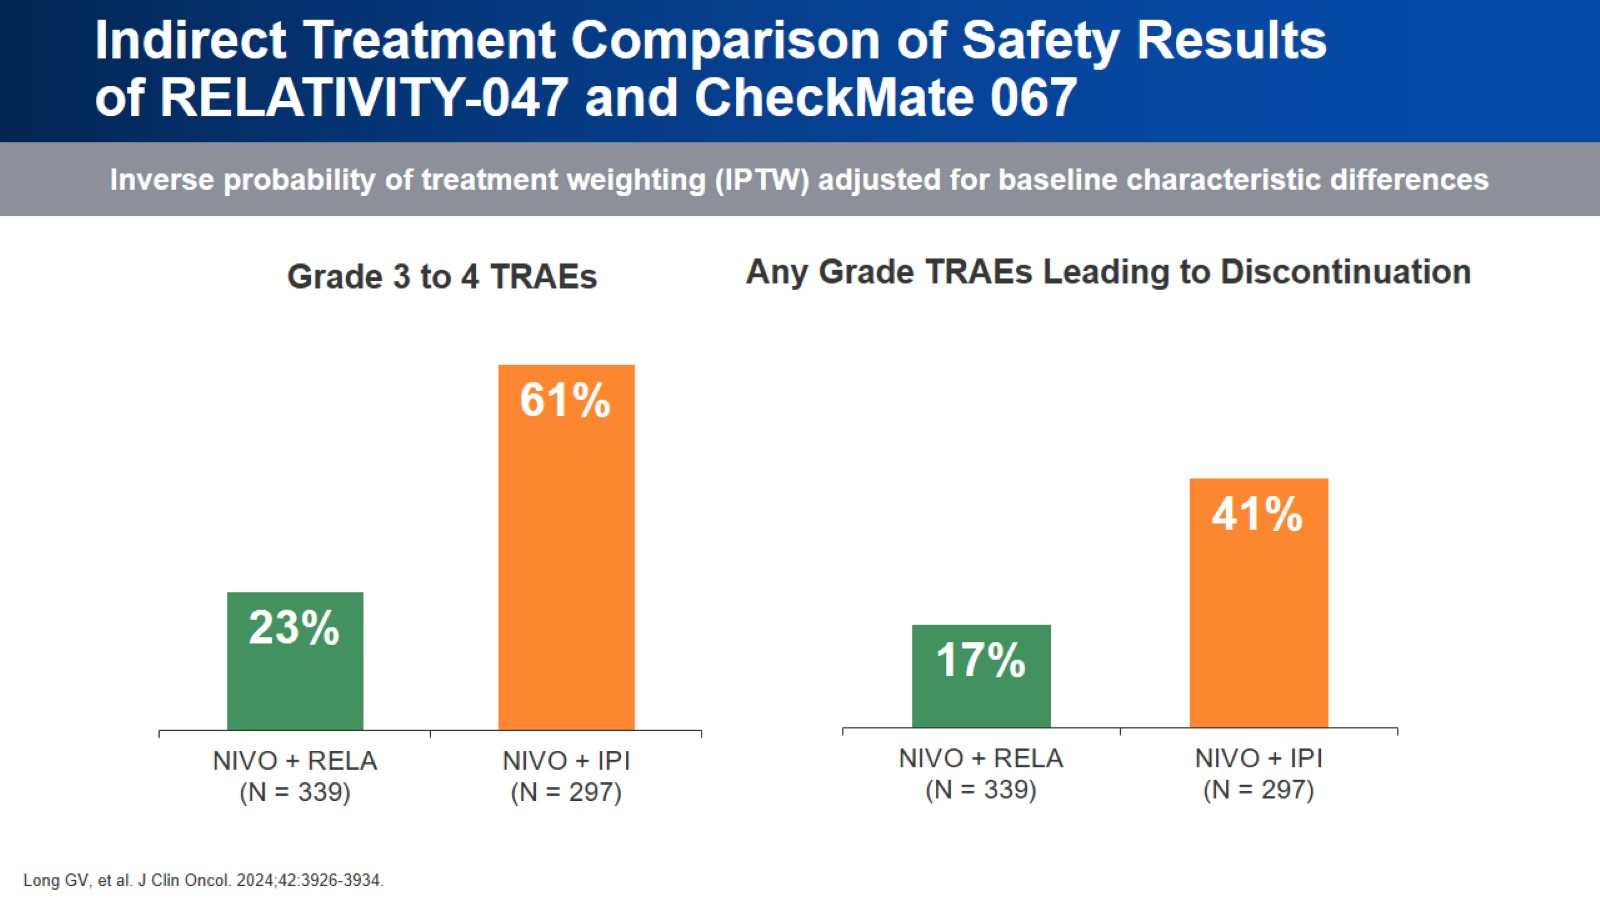 Indirect Treatment Comparison of Safety Results
of RELATIVITY-047 and CheckMate 067
Inverse probability of treatment weighting (IPTW) adjusted for baseline characteristic differences
Grade 3 to 4 TRAEs
61%
23%
NIVO + RELA
(N = 339)
NIVO + IPI
(N = 297)
Any Grade TRAEs Leading to Discontinuation
41%
17%
NIVO + RELA
(N = 339)
NIVO + IPI
(N = 297)
Long GV, et al. J Clin Oncol. 2024;42:3926-3934.